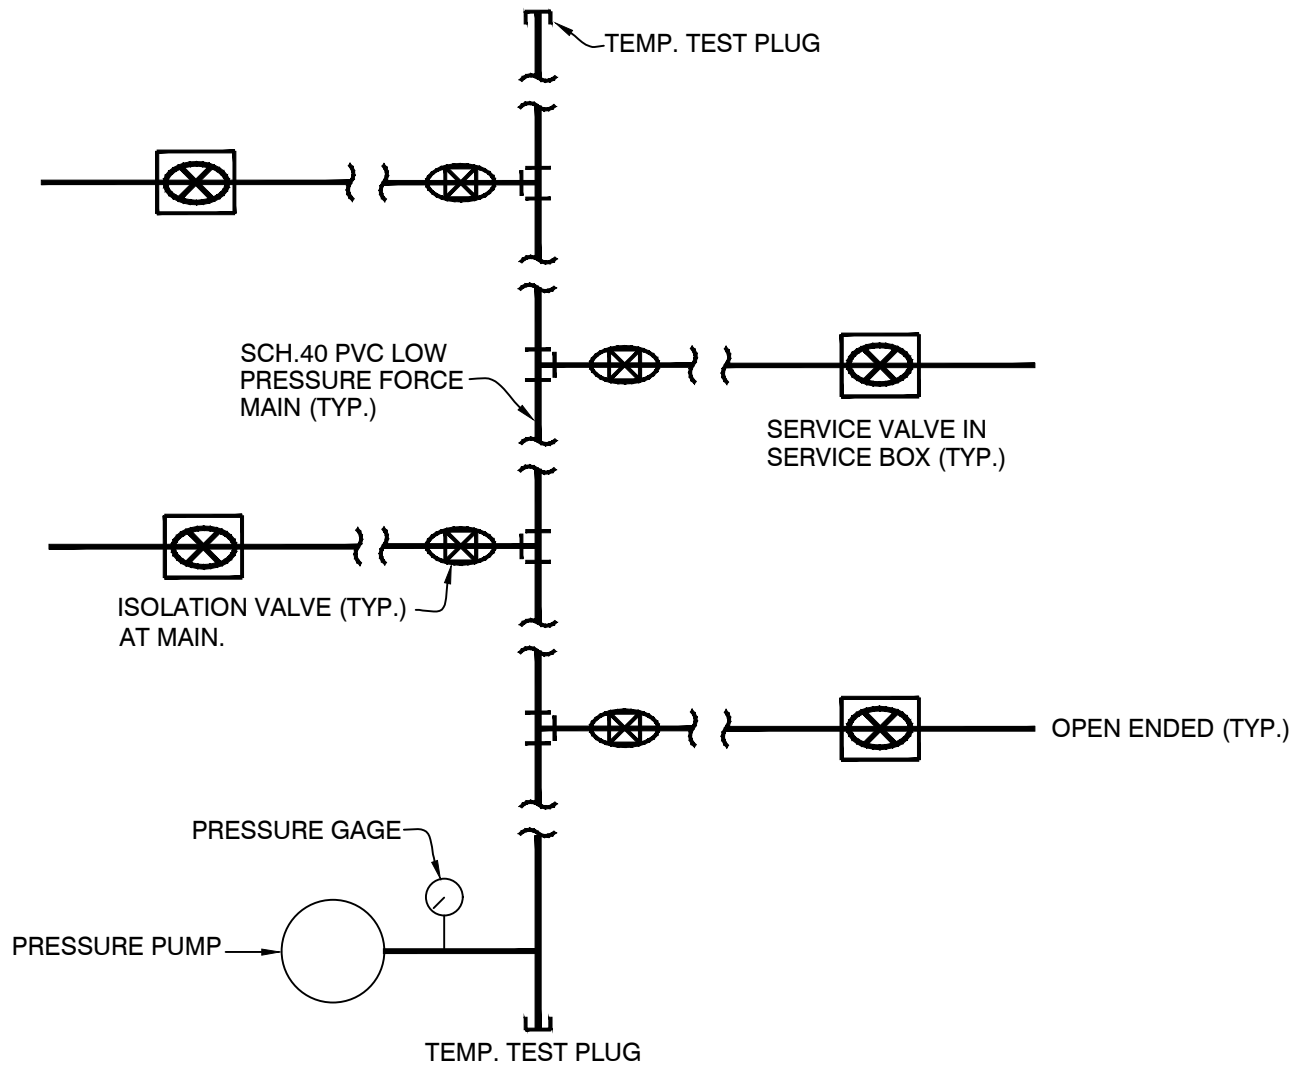 TEMP. TEST PLUG
SCH.40 PVC LOW
PRESSURE FORCE
MAIN (TYP.)
SERVICE VALVE IN
SERVICE BOX (TYP.)
ISOLATION VALVE (TYP.)
AT MAIN.
OPEN ENDED (TYP.)
PRESSURE GAGE
PRESSURE PUMP
TEMP. TEST PLUG